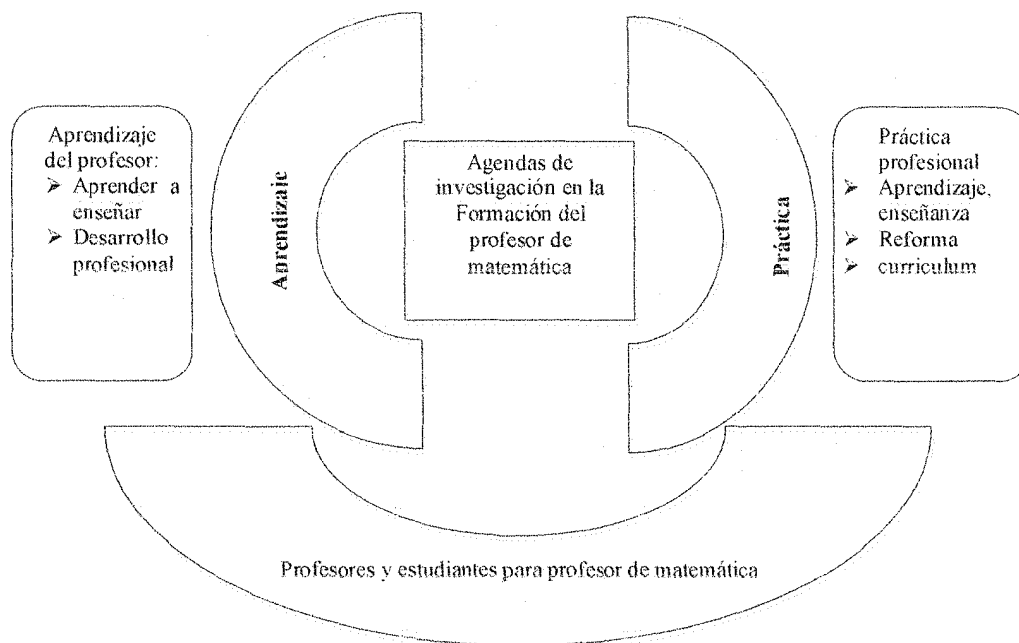 Aprendizaje
del profesor:
➢ Aprender a
enseñar
➢ Desarrollo
profesional
Aprendizaje
Agendas de
investigación en la
Formación del
profesor de
matemática
Práctica
Práctica
profesional
➢ Aprendizaje,
enseñanza
➢ Reforma
➢ curriculum
Profesores y estudiantes para profesor de matemática